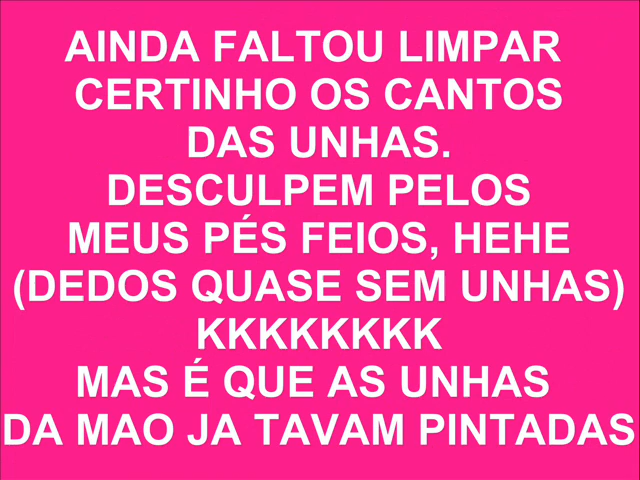 AINDA FALTOU LIMPAR
CERTINHO OS CANTOS
DAS UNHAS.
DESCULPEM PELOS
MEUS PÉS FEIOS, HEHE
(DEDOS QUASE SEM UNHAS)
KKKKKKKK
MAS É QUE AS UNHAS
DA MAO JA TAVAM PINTADAS